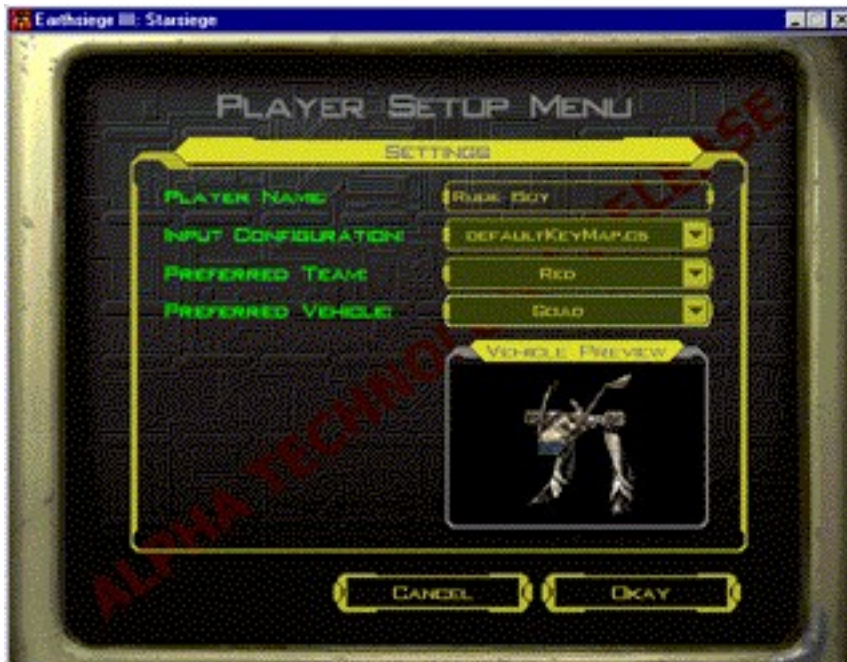 Earthsiege III: Starsiege
PLAYER SETUP MENU
SETTINGS
PLAYER NAME: RUDE BOY
INPUT CONFIGURATION: DEFAULTKEYMAP.CS
PREFERRED TEAM: RED
PREFERRED VEHICLE: GOAD
VEHICLE PREVIEW
ALPHA TECHNOLOGY RELEASE
CANCEL OKAY